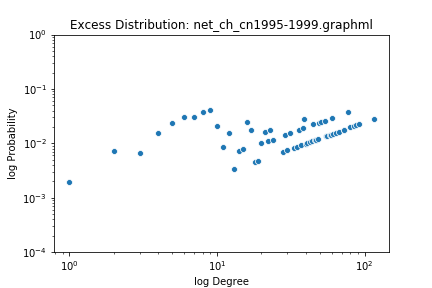 Excess Distribution: net_ch_cn1995-1999.graphml
10⁰
10⁻¹
10⁻²
10⁻³
10⁻⁴
log Probability
10⁰ 10¹ 10²
log Degree